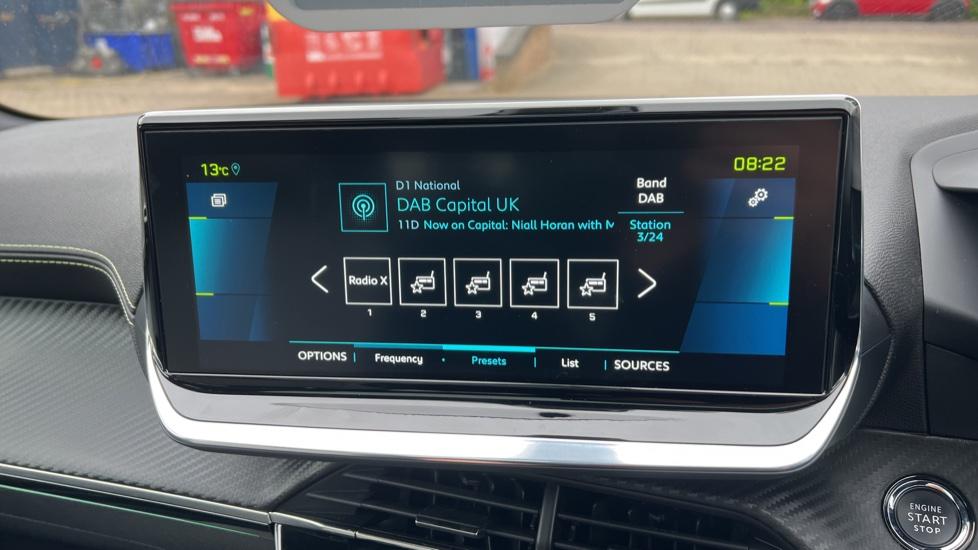 13°C
08:22
D1 National
DAB Capital UK
11D Now on Capital: Niall Horan with M
Band
DAB
Station
3/24
Radio X
1 2 3 4 5
OPTIONS Frequency Presets List SOURCES
ENGINE
START
STOP